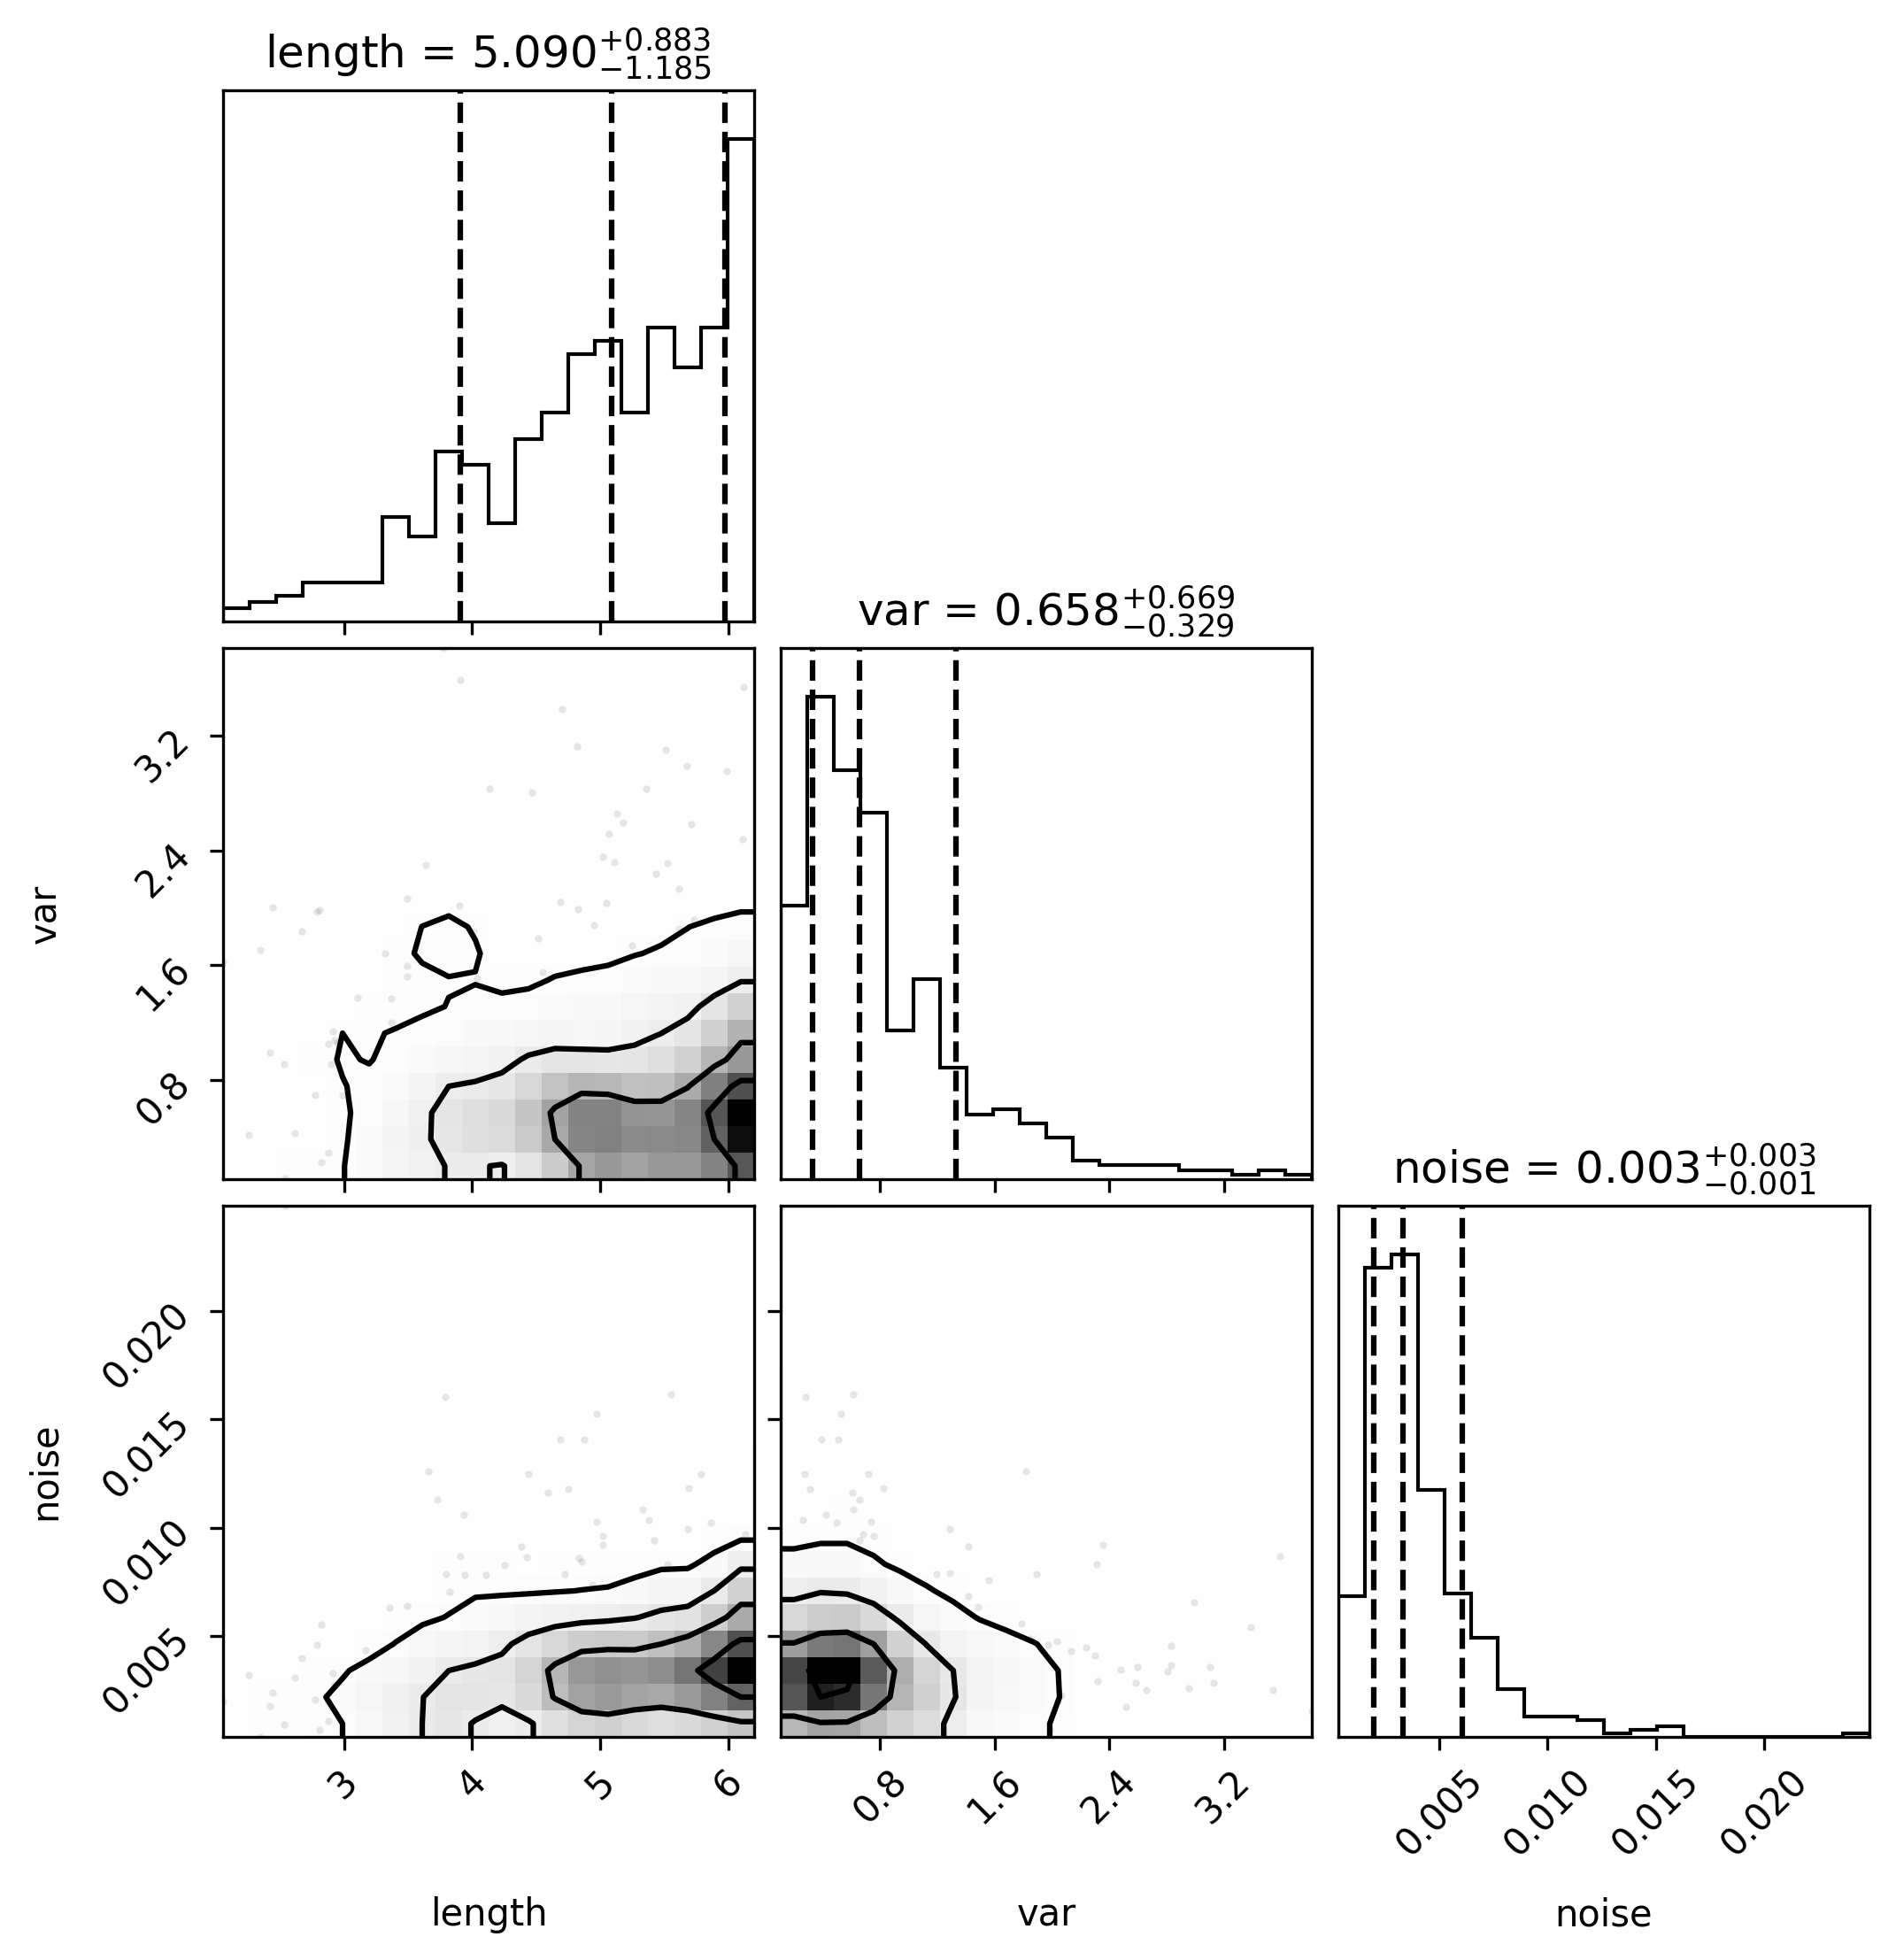 length = 5.090+0.883−1.185
var = 0.658+0.669−0.329
3.2
2.4
1.6
0.8
var
noise = 0.003+0.003−0.001
0.020
0.015
0.010
0.005
noise
3 4 5 6
0.8 1.6 2.4 3.2
0.005 0.010 0.015 0.020
length var noise